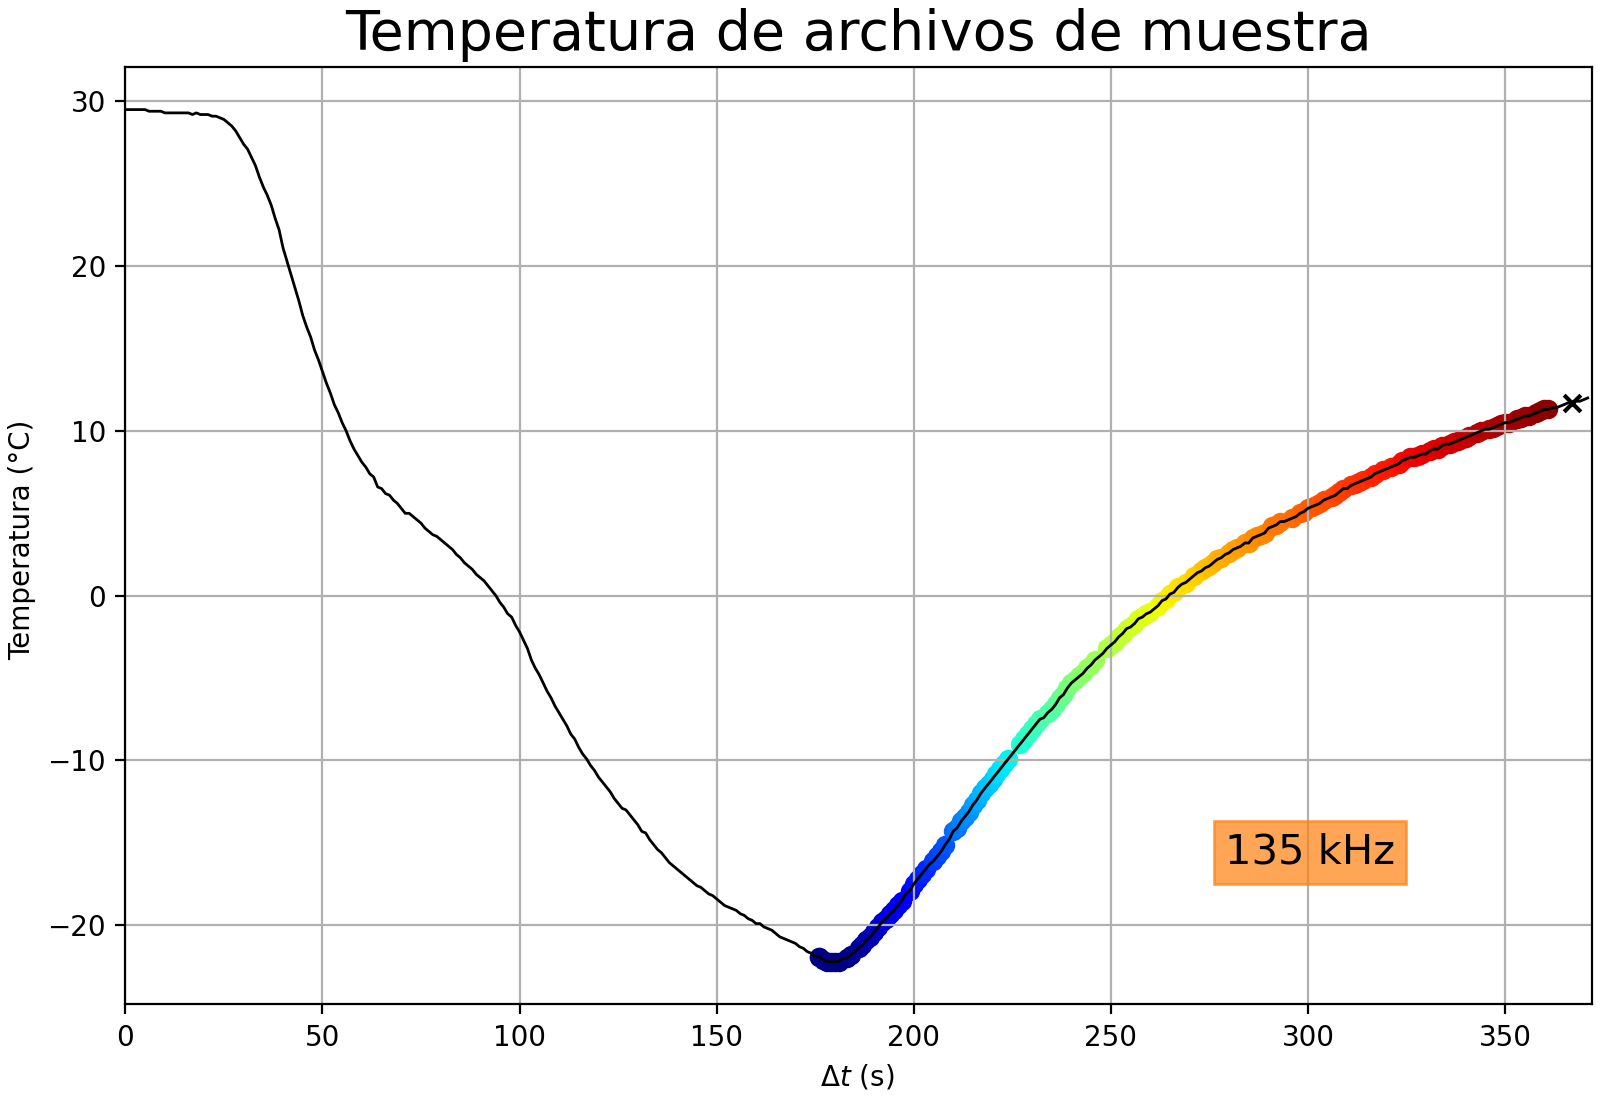 Temperatura de archivos de muestra
Temperatura (°C)
30
20
10
0
−10
−20
135 kHz
0 50 100 150 200 250 300 350
Δt (s)